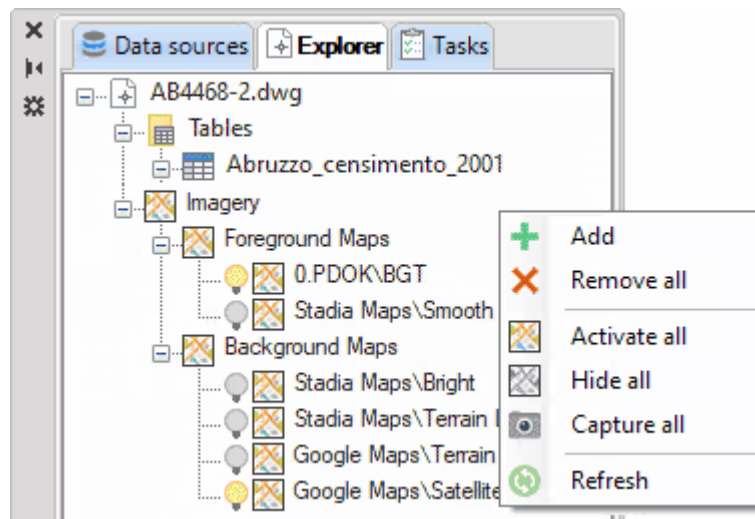 Data sources Explorer Tasks
AB4468-2.dwg
Tables
Abruzzo_censimento_2001
Imagery
Foreground Maps
0.PDOK\BGT
Stadia Maps\Smooth
Background Maps
Stadia Maps\Bright
Stadia Maps\Terrain
Google Maps\Terrain
Google Maps\Satellite
Add
Remove all
Activate all
Hide all
Capture all
Refresh